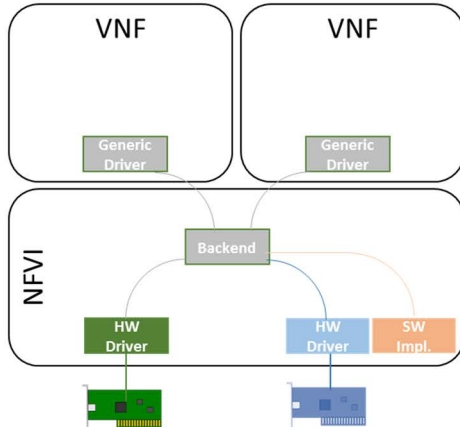 VNF
VNF
Generic
Driver
Generic
Driver
Backend
NFVI
HW
Driver
HW
Driver
SW
Impl.